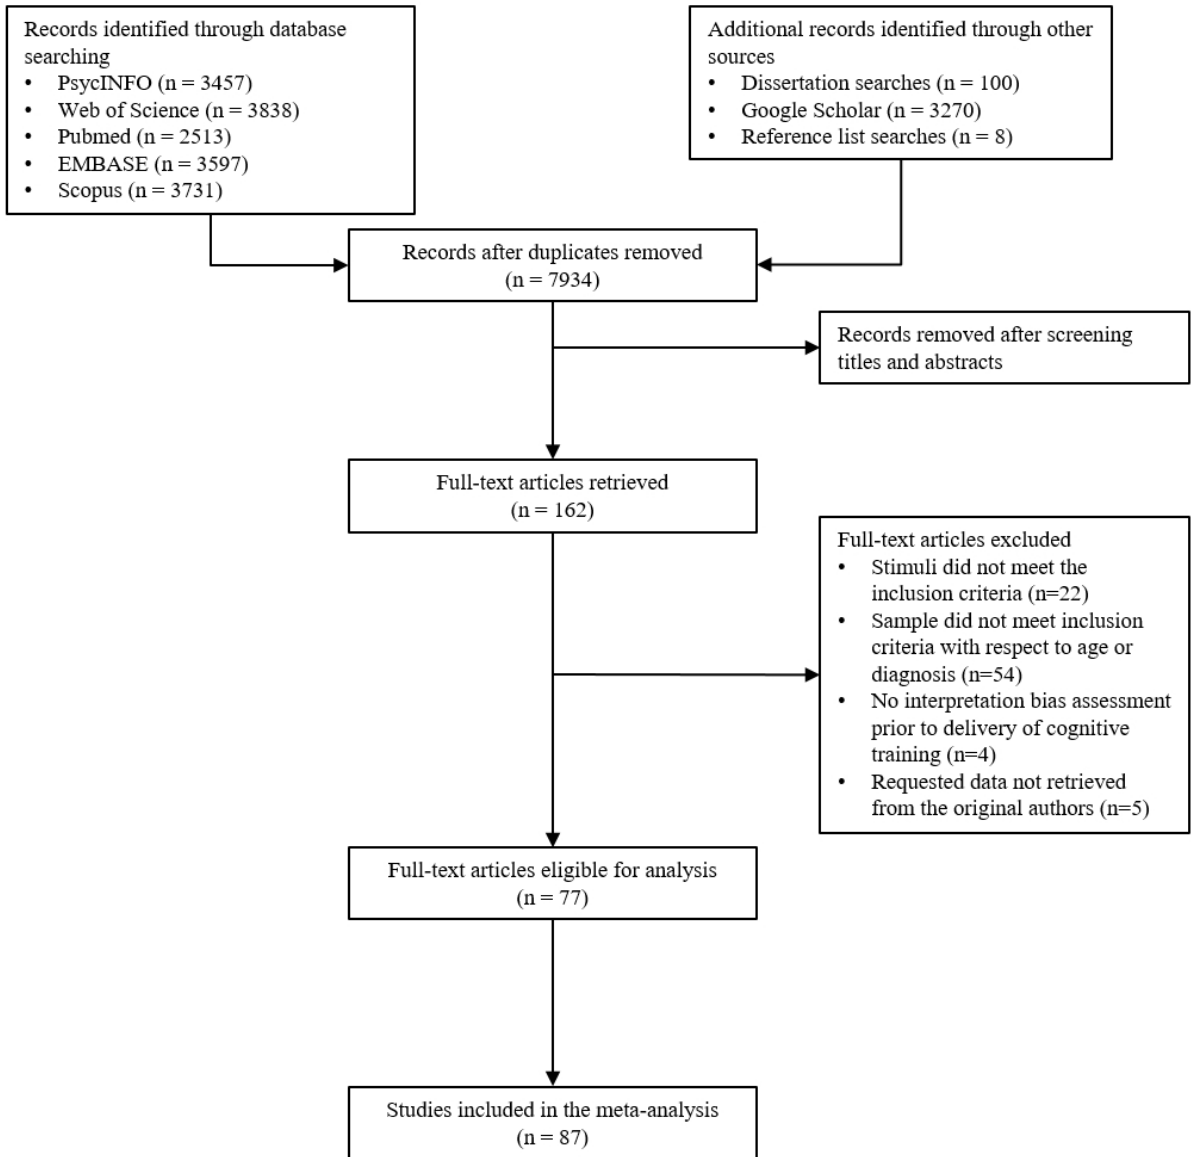 Records identified through database
searching
• PsycINFO (n = 3457)
• Web of Science (n = 3838)
• Pubmed (n = 2513)
• EMBASE (n = 3597)
• Scopus (n = 3731)
Additional records identified through other
sources
• Dissertation searches (n = 100)
• Google Scholar (n = 3270)
• Reference list searches (n = 8)
Records after duplicates removed
(n = 7934)
Records removed after screening
titles and abstracts
Full-text articles retrieved
(n = 162)
Full-text articles excluded
• Stimuli did not meet the
inclusion criteria (n=22)
• Sample did not meet inclusion
criteria with respect to age or
diagnosis (n=54)
• No interpretation bias assessment
prior to delivery of cognitive
training (n=4)
• Requested data not retrieved
from the original authors (n=5)
Full-text articles eligible for analysis
(n = 77)
Studies included in the meta-analysis
(n = 87)